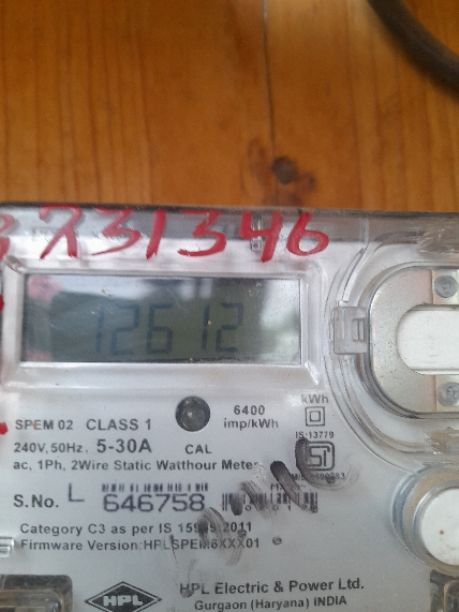 731346
12612
kWh
6400
imp/kWh
IS-13779
SPEM 02 CLASS 1
240V, 50Hz. 5-30A CAL
ac, 1Ph, 2Wire Static Watthour Meter
S.No. L 646758
Category C3 as per IS 2011
Firmware Version:
HPL
HPL Electric & Power Ltd.
Gurgaon (Haryana) INDIA